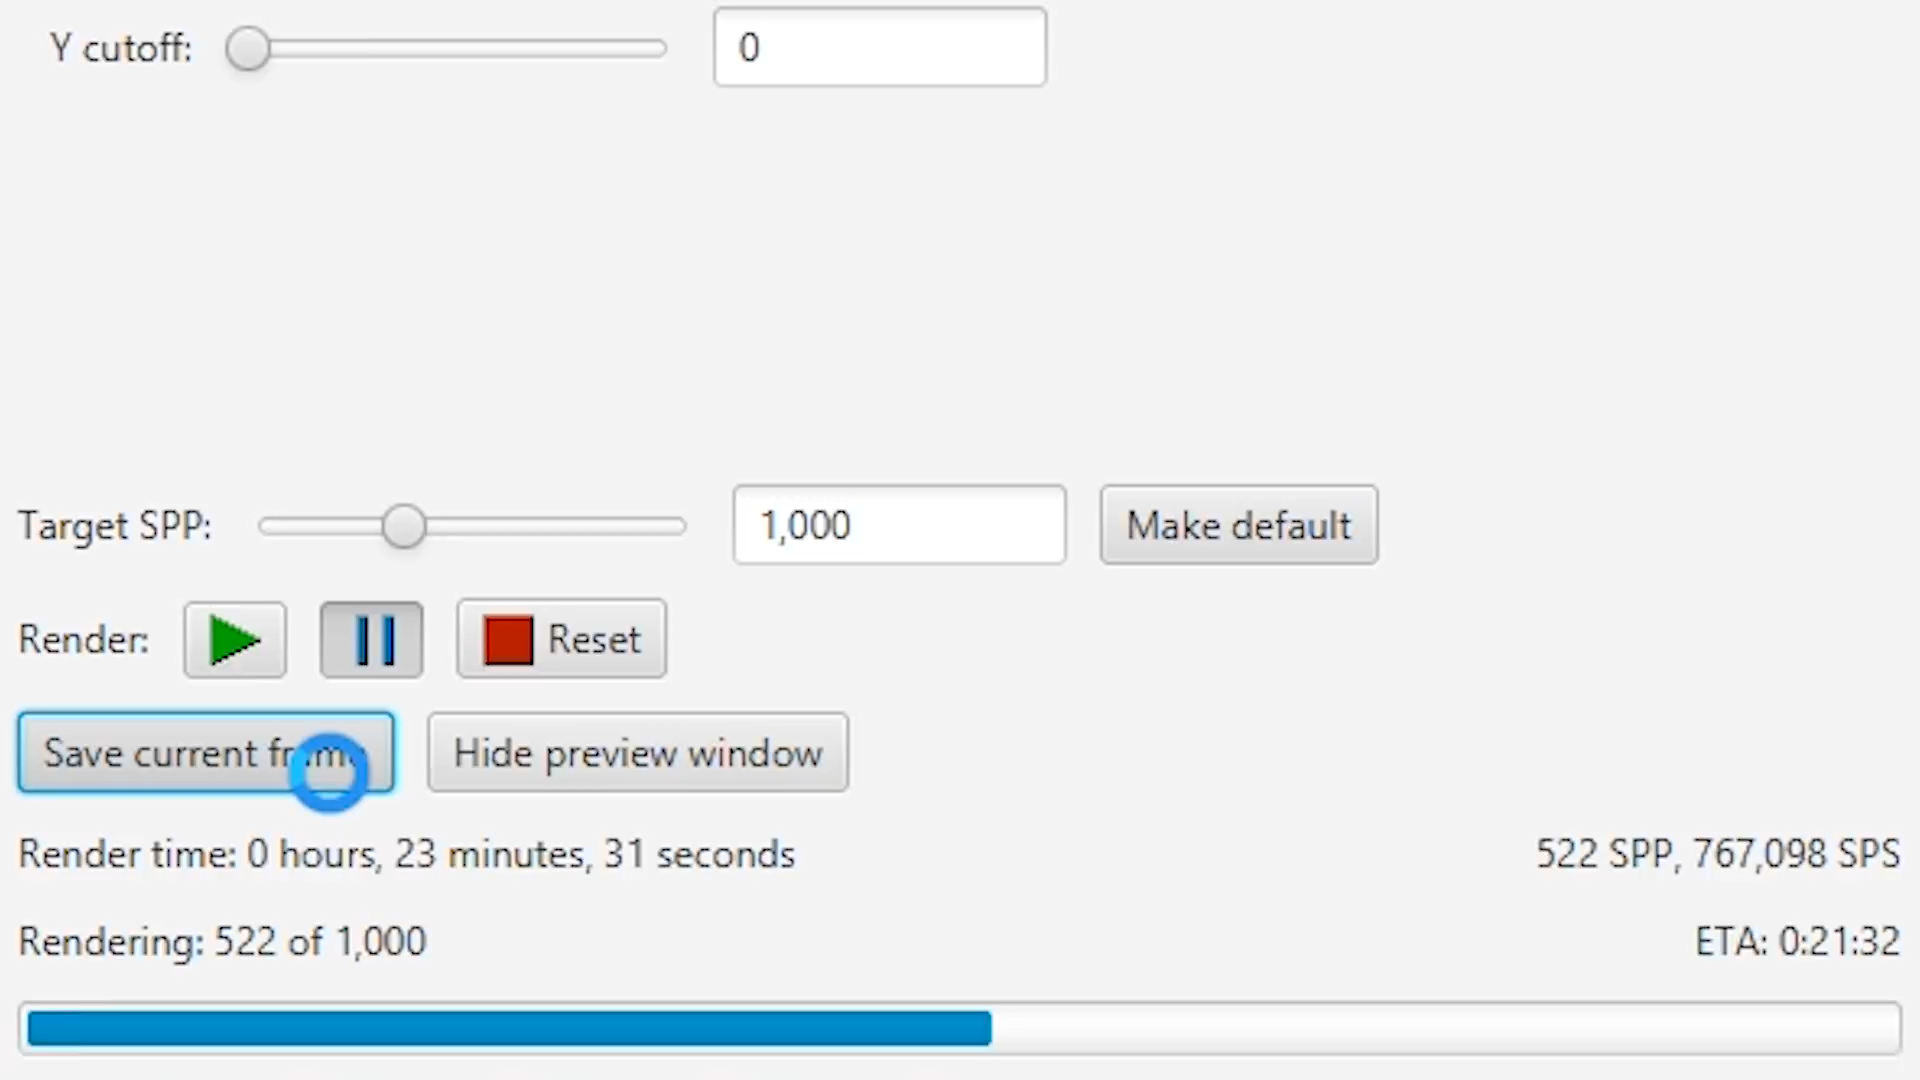 Y cutoff: 0
Target SPP: 1,000 Make default
Render: Reset
Save current frame Hide preview window
Render time: 0 hours, 23 minutes, 31 seconds 522 SPP, 767,098 SPS
Rendering: 522 of 1,000 ETA: 0:21:32